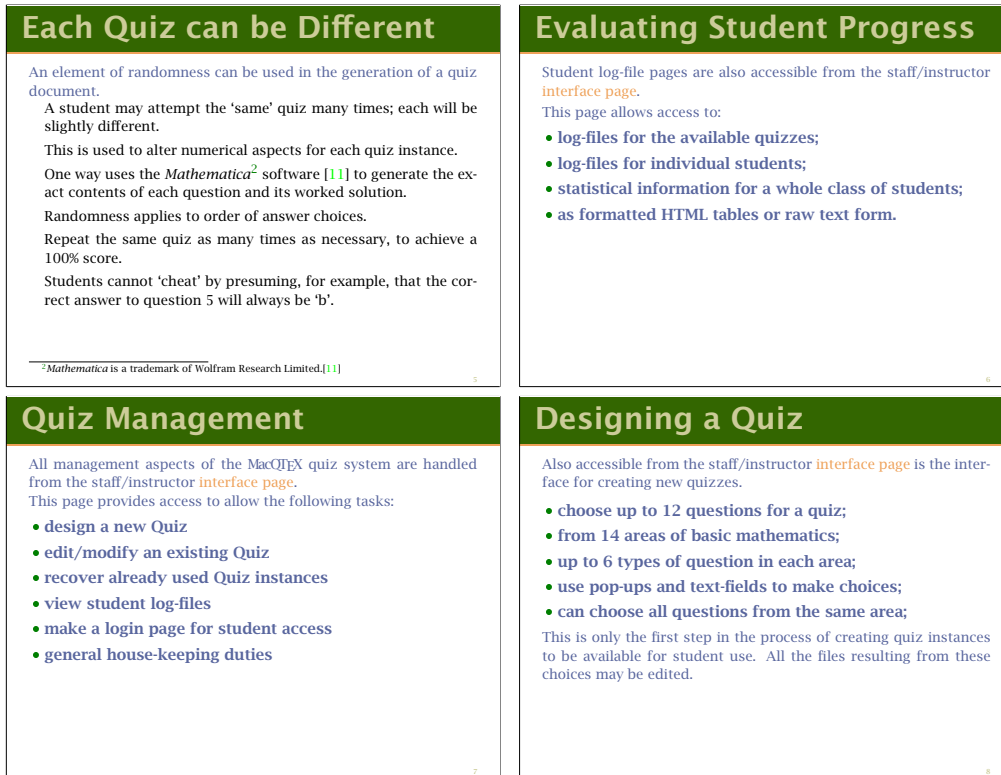 Each Quiz can be Different
An element of randomness can be used in the generation of a quiz
document.
A student may attempt the ‘same’ quiz many times; each will be
slightly different.
This is used to alter numerical aspects for each quiz instance.
One way uses the Mathematica2 software [11] to generate the ex-
act contents of each question and its worked solution.
Randomness applies to order of answer choices.
Repeat the same quiz as many times as necessary, to achieve a
100% score.
Students cannot ‘cheat’ by presuming, for example, that the cor-
rect answer to question 5 will always be ‘b’.
2Mathematica is a trademark of Wolfram Research Limited.[11]
5
Evaluating Student Progress
Student log-file pages are also accessible from the staff/instructor
interface page.
This page allows access to:
• log-files for the available quizzes;
• log-files for individual students;
• statistical information for a whole class of students;
• as formatted HTML tables or raw text form.
6
Quiz Management
All management aspects of the MacQTEX quiz system are handled
from the staff/instructor interface page.
This page provides access to allow the following tasks:
• design a new Quiz
• edit/modify an existing Quiz
• recover already used Quiz instances
• view student log-files
• make a login page for student access
• general house-keeping duties
7
Designing a Quiz
Also accessible from the staff/instructor interface page is the inter-
face for creating new quizzes.
• choose up to 12 questions for a quiz;
• from 14 areas of basic mathematics;
• up to 6 types of question in each area;
• use pop-ups and text-fields to make choices;
• can choose all questions from the same area;
This is only the first step in the process of creating quiz instances
to be available for student use. All the files resulting from these
choices may be edited.
8